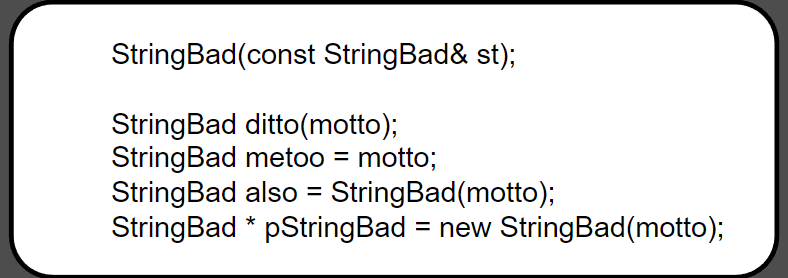 StringBad(const StringBad& st);
StringBad ditto(motto);
StringBad metoo = motto;
StringBad also = StringBad(motto);
StringBad * pStringBad = new StringBad(motto);